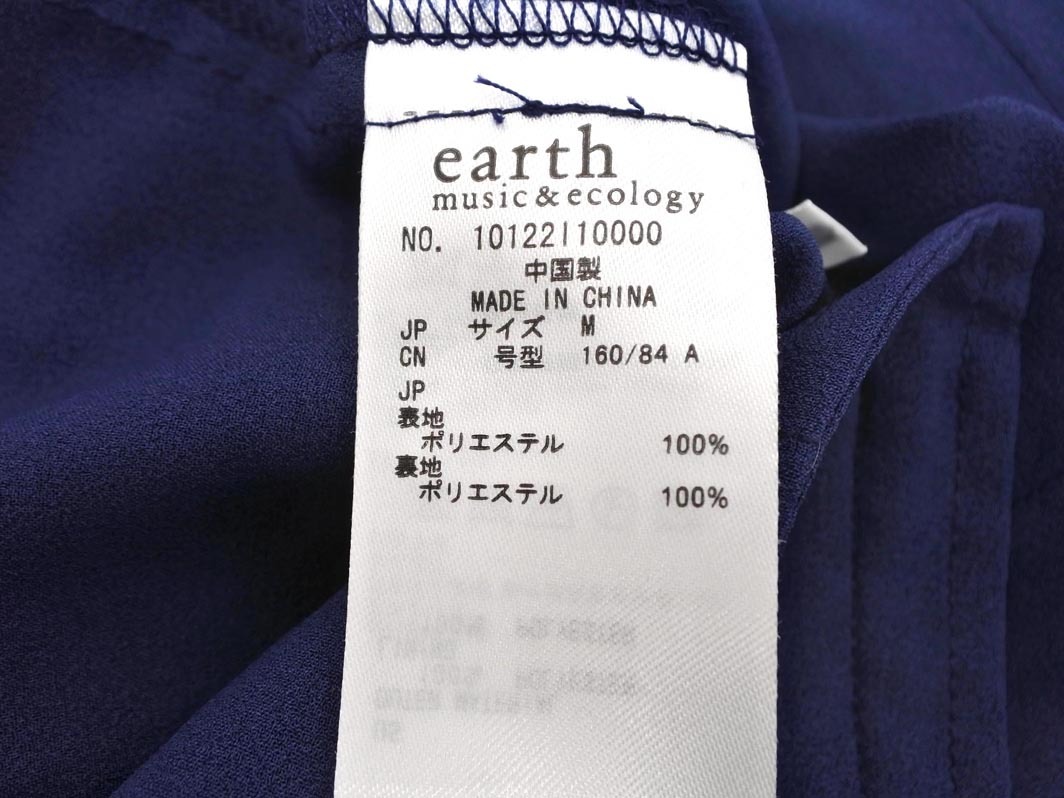 earth
music & ecology
NO. 10122110000
中国製
MADE IN CHINA
JP サイズ M
CN 号型 160/84 A
JP
表地
ポリエステル 100%
裏地
ポリエステル 100%